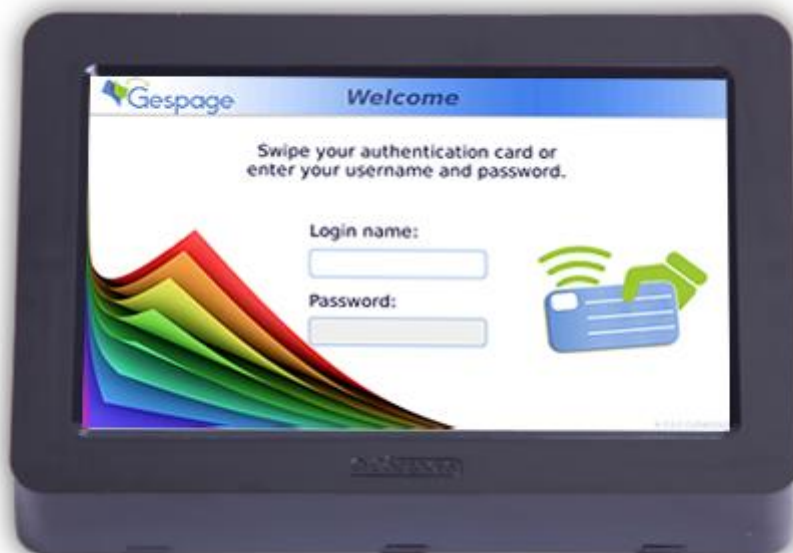 Gespage
Welcome
Swipe your authentication card or
enter your username and password.
Login name:
Password: